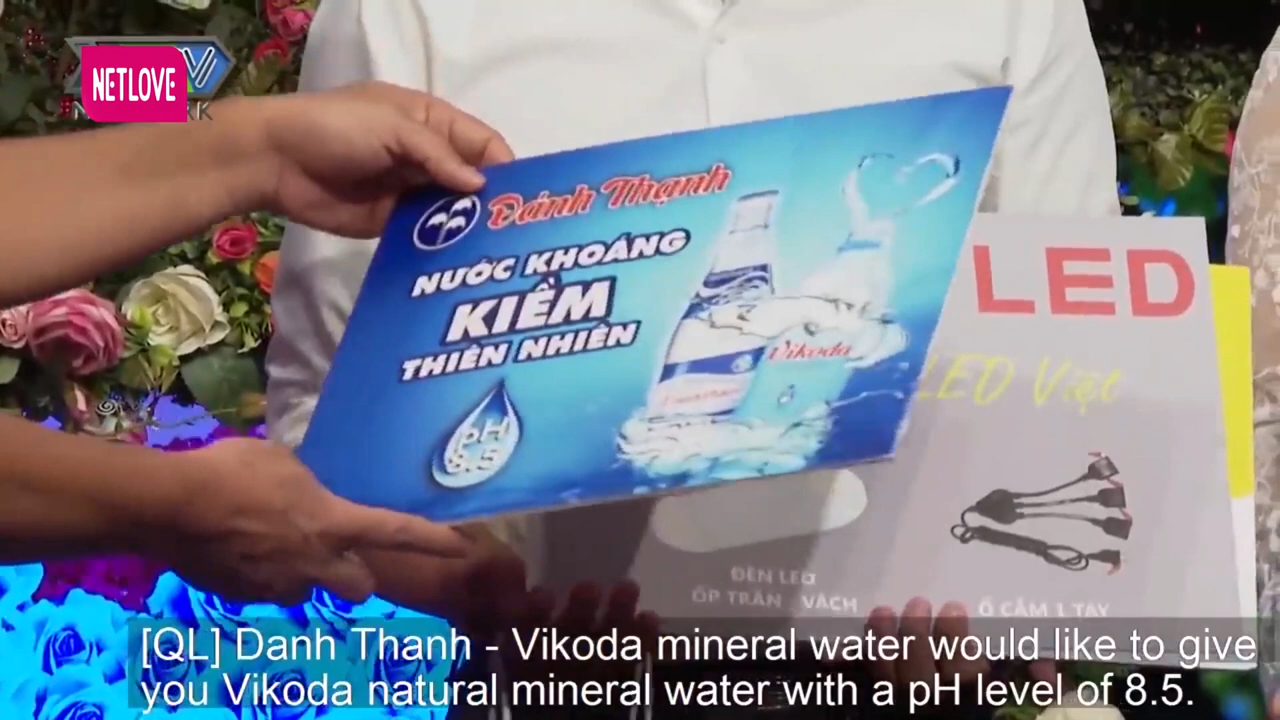 NETLOVE
Đảnh Thạnh
NƯỚC KHOÁNG
KIỀM
THIÊN NHIÊN
pH
8.5
Vikoda
LED
LED Việt
ĐÈN LED
ỐP TRẦN - VÁCH
Ổ CẮM 1 TAY
[QL] Danh Thanh - Vikoda mineral water would like to give
you Vikoda natural mineral water with a pH level of 8.5.